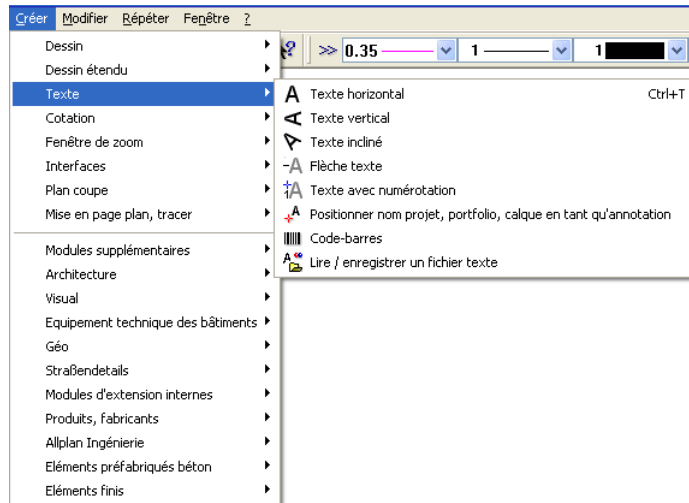 Créer Modifier Répéter Fenêtre ?
Dessin
Dessin étendu
Texte
Cotation
Fenêtre de zoom
Interfaces
Plan coupe
Mise en page plan, tracer
Modules supplémentaires
Architecture
Visual
Equipement technique des bâtiments
Géo
Straßendetails
Modules d'extension internes
Produits, fabricants
Allplan Ingénierie
Eléments préfabriqués béton
Eléments finis
? >> 0.35 1 1
Texte horizontal Ctrl+T
Texte vertical
Texte incliné
Flèche texte
Texte avec numérotation
Positionner nom projet, portfolio, calque en tant qu'annotation
Code-barres
Lire / enregistrer un fichier texte